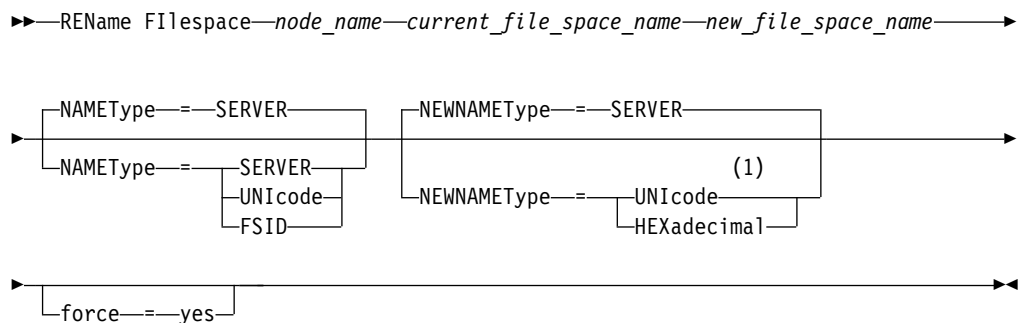 REName FIlespace node_name current_file_space_name new_file_space_name
NAMEType = SERVER NEWNAMEType = SERVER
NAMEType = SERVER (1)
UNIcode NEWNAMEType = UNIcode
FSID HEXadecimal
force = yes